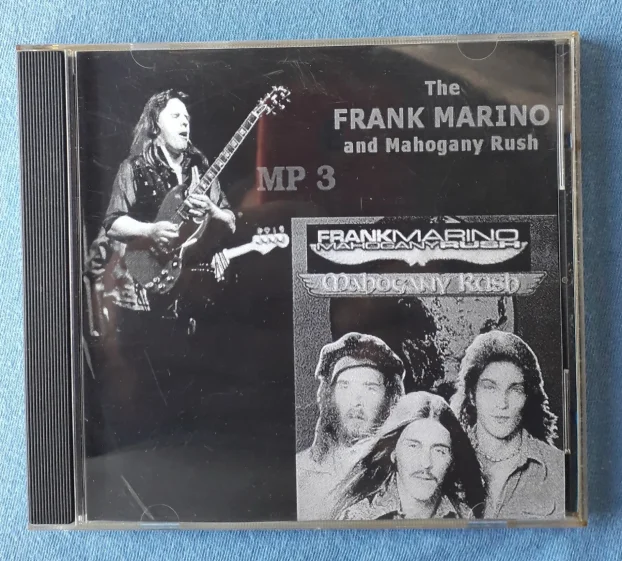 The
FRANK MARINO
and Mahogany Rush
MP 3
FRANKMARINO
MAHOGANYRUSH
Mahogany Rush